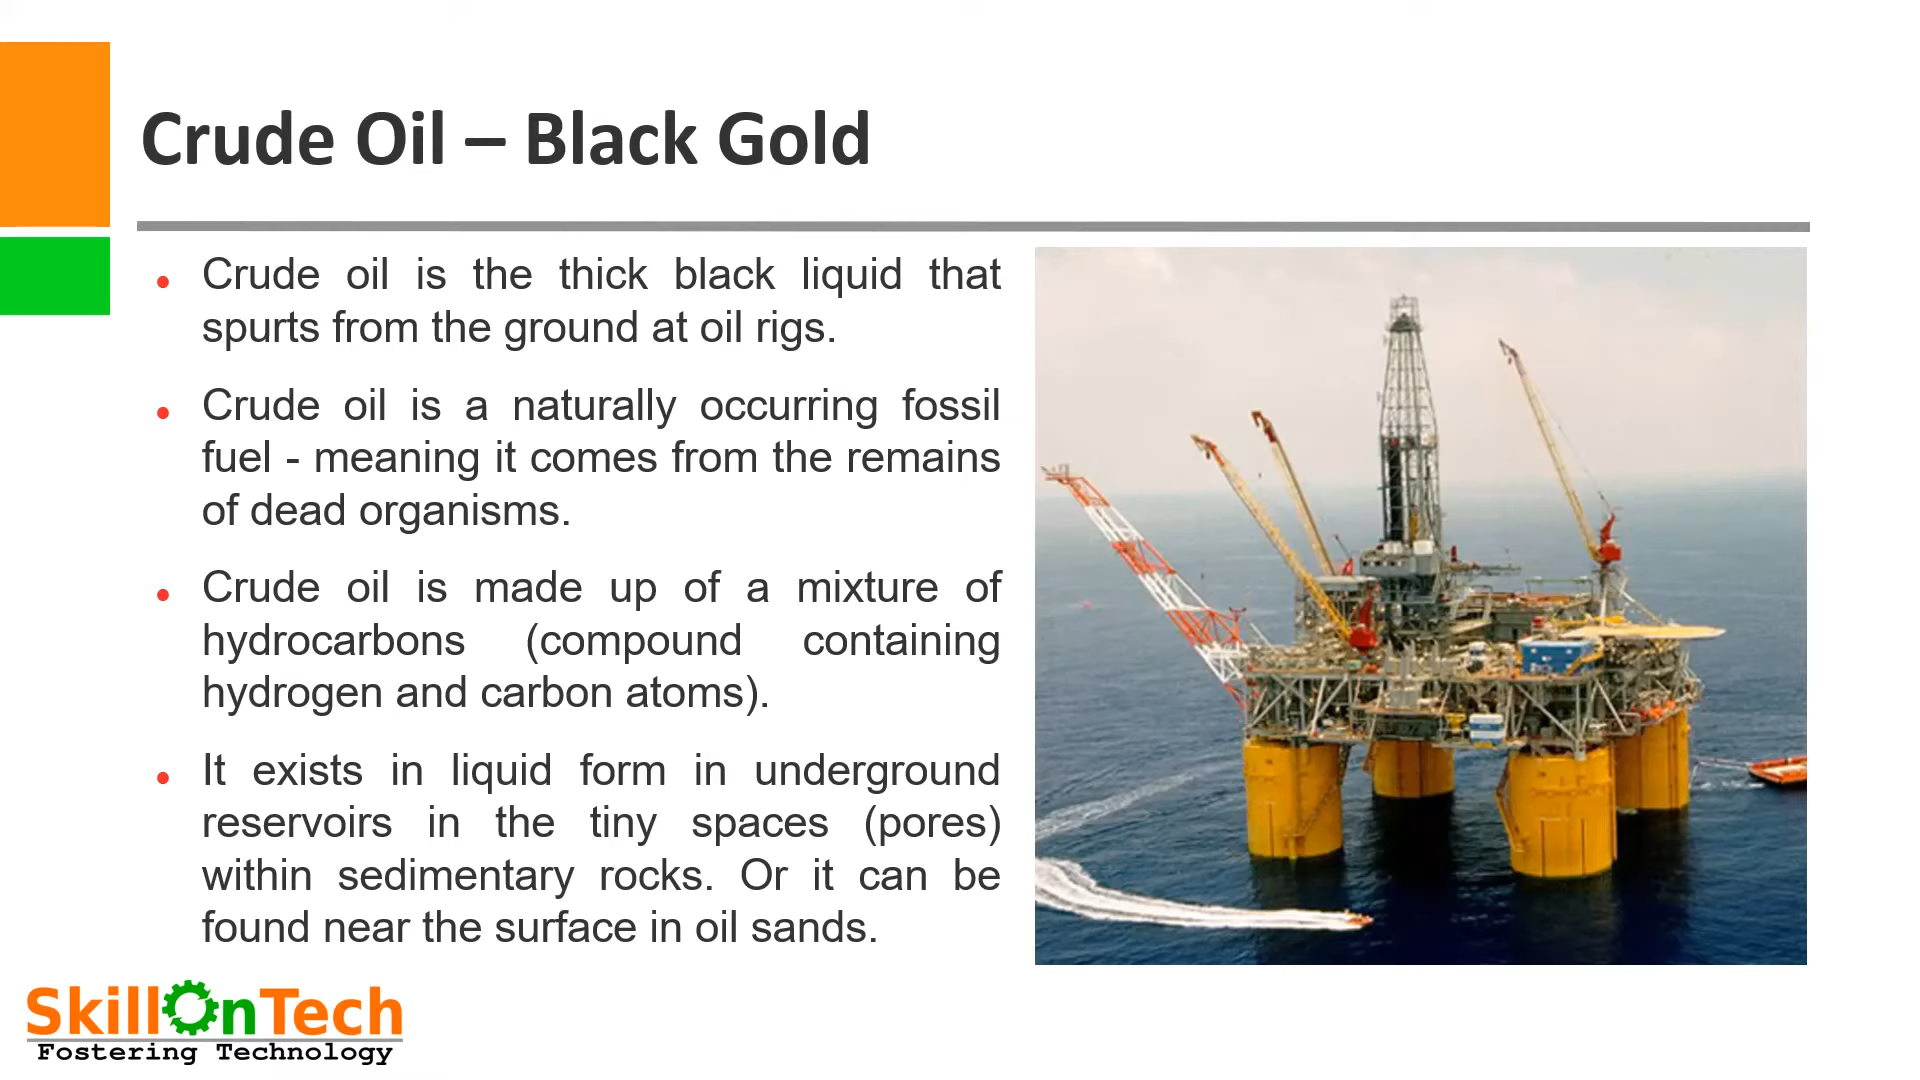 Crude Oil – Black Gold
Crude oil is the thick black liquid that
spurts from the ground at oil rigs.
Crude oil is a naturally occurring fossil
fuel - meaning it comes from the remains
of dead organisms.
Crude oil is made up of a mixture of
hydrocarbons (compound containing
hydrogen and carbon atoms).
It exists in liquid form in underground
reservoirs in the tiny spaces (pores)
within sedimentary rocks. Or it can be
found near the surface in oil sands.
SkillOnTech
Fostering Technology